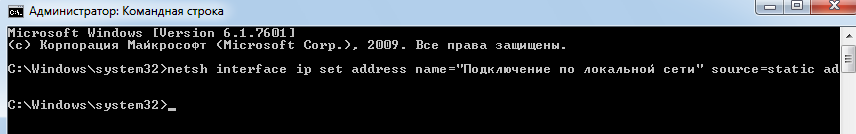 Администратор: Командная строка
Microsoft Windows [Version 6.1.7601]
(c) Корпорация Майкрософт (Microsoft Corp.), 2009. Все права защищены.
C:\Windows\system32>netsh interface ip set address name="Подключение по локальной сети" source=static ad
C:\Windows\system32>_